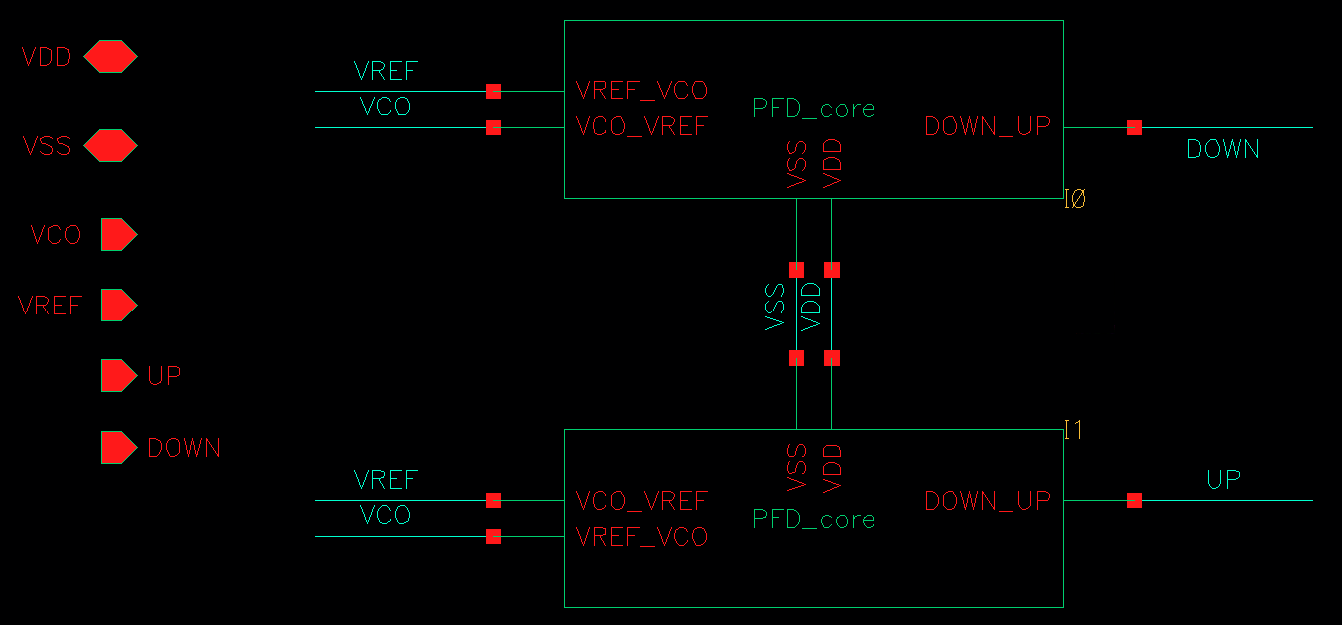 VDD
VSS
VCO
VREF
UP
DOWN
VREF
VCO
VREF_VCO
VCO_VREF
PFD_core
DOWN_UP
VSS
VDD
DOWN
I0
VSS
VDD
I1
VREF
VCO
VCO_VREF
VREF_VCO
VSS
VDD
PFD_core
DOWN_UP
UP